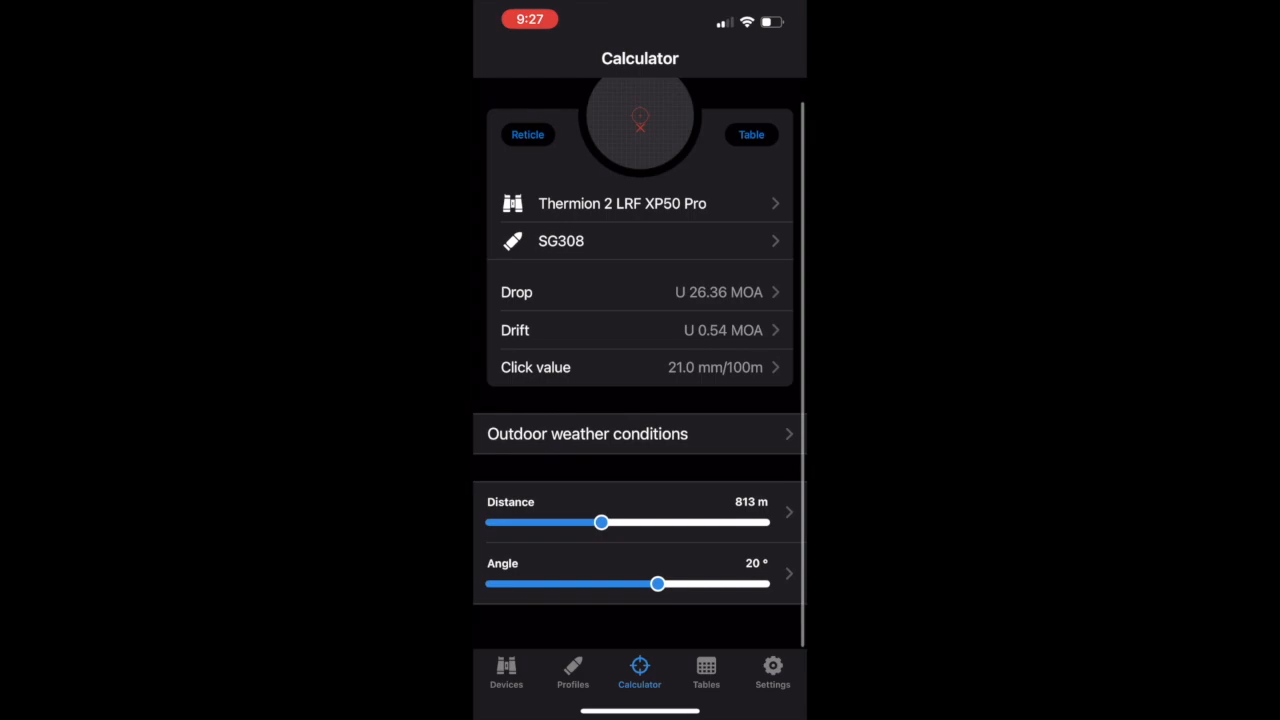 9:27
Calculator
Reticle
Table
Thermion 2 LRF XP50 Pro
SG308
Drop U 26.36 MOA
Drift U 0.54 MOA
Click value 21.0 mm/100m
Outdoor weather conditions
Distance 813 m
Angle 20 º
Devices Profiles Calculator Tables Settings